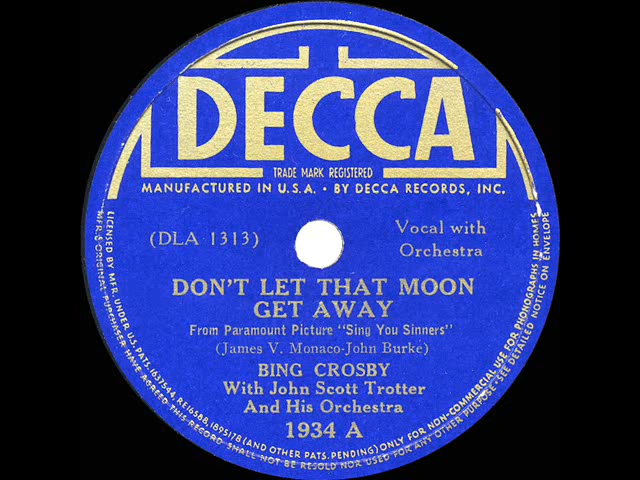 DECCA
TRADE MARK REGISTERED
MANUFACTURED IN U.S.A. • BY DECCA RECORDS, INC.
(DLA 1313)
Vocal with
Orchestra
DON'T LET THAT MOON
GET AWAY
From Paramount Picture "Sing You Sinners"
(James V. Monaco-John Burke)
BING CROSBY
With John Scott Trotter
And His Orchestra
1934 A
LICENSED BY MFR. UNDER U.S. PATS. 1637544, RE16588, 1895178 (AND OTHER PATS. PENDING) ONLY FOR NON-COMMERCIAL USE FOR PHONOGRAPHS IN HOMES
MFR. & ORIGINAL PURCHASER HAVE AGREED THIS RECORD SHALL NOT BE RESOLD NOR USED FOR ANY OTHER PURPOSE • SEE DETAILED NOTICE ON ENVELOPE